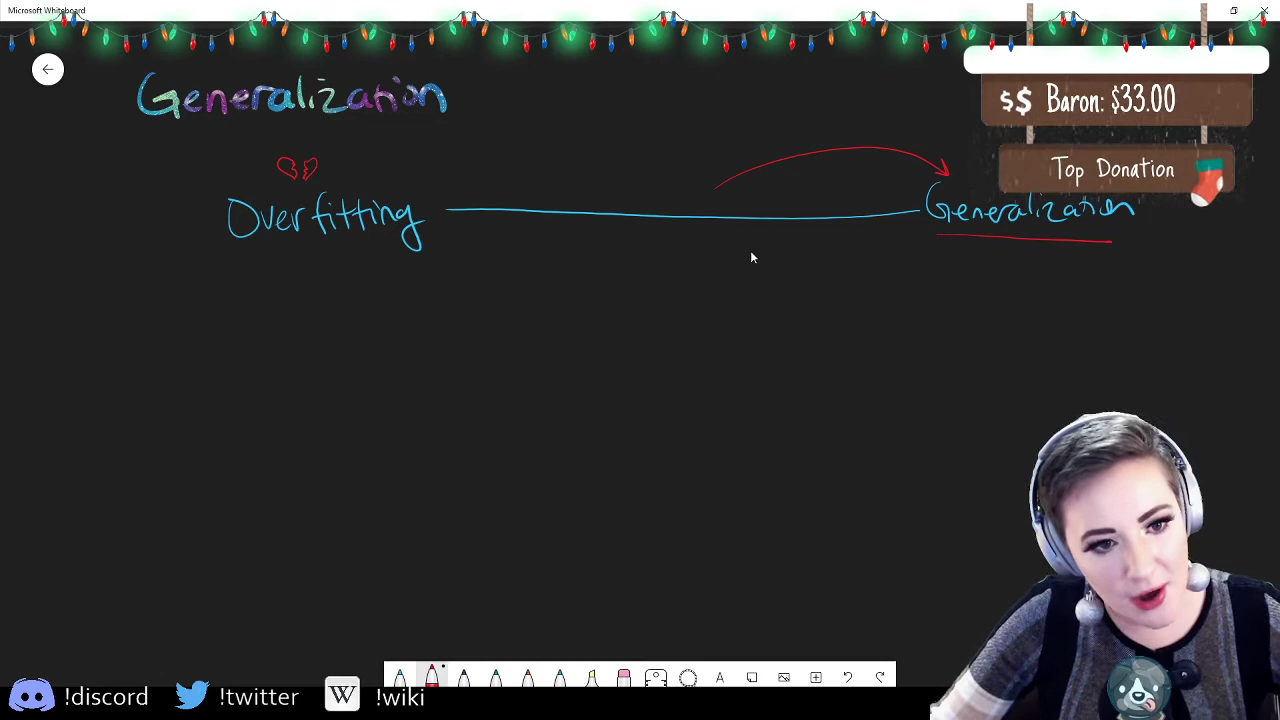 Microsoft Whiteboard
Generalization
$$ Baron: $33.00
Top Donation
Overfitting
Generalization
!discord
!twitter
W !wiki